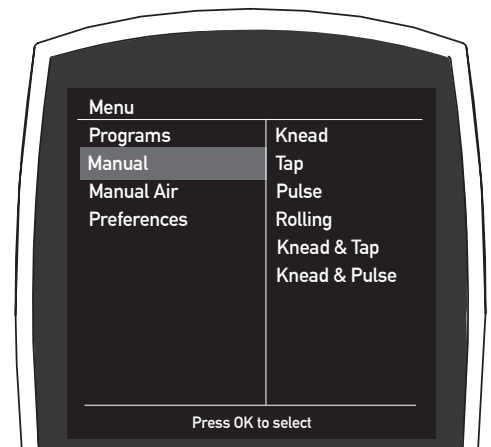 Menu
Programs
Manual
Manual Air
Preferences
Knead
Tap
Pulse
Rolling
Knead & Tap
Knead & Pulse
Press OK to select